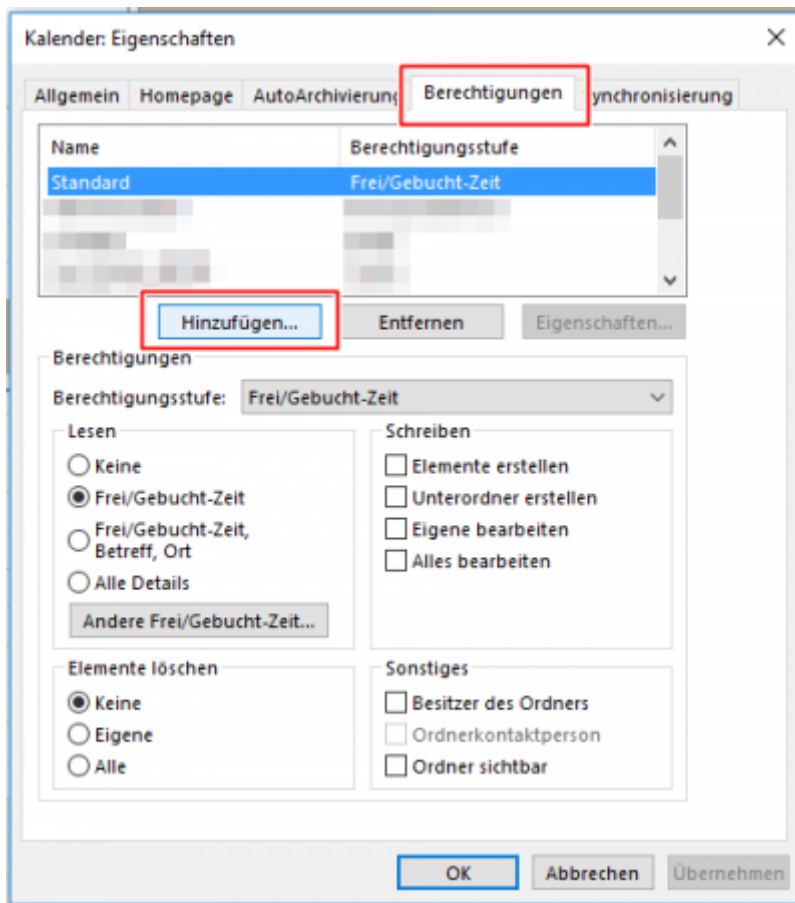 Kalender: Eigenschaften
Allgemein Homepage AutoArchivierung Berechtigungen ynchronisierung
Name Berechtigungsstufe
Standard Frei/Gebucht-Zeit
Hinzufügen... Entfernen Eigenschaften...
Berechtigungen
Berechtigungsstufe: Frei/Gebucht-Zeit
Lesen
Keine
Frei/Gebucht-Zeit
Frei/Gebucht-Zeit,
Betreff, Ort
Alle Details
Andere Frei/Gebucht-Zeit...
Schreiben
Elemente erstellen
Unterordner erstellen
Eigene bearbeiten
Alles bearbeiten
Elemente löschen
Keine
Eigene
Alle
Sonstiges
Besitzer des Ordners
Ordnerkontaktperson
Ordner sichtbar
OK Abbrechen Übernehmen